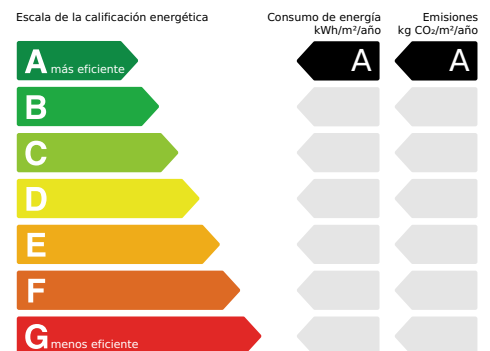 Escala de la calificación energética
Consumo de energía
kWh/m²/año
Emisiones
kg CO₂/m²/año
A más eficiente
A
A
B
C
D
E
F
G menos eficiente